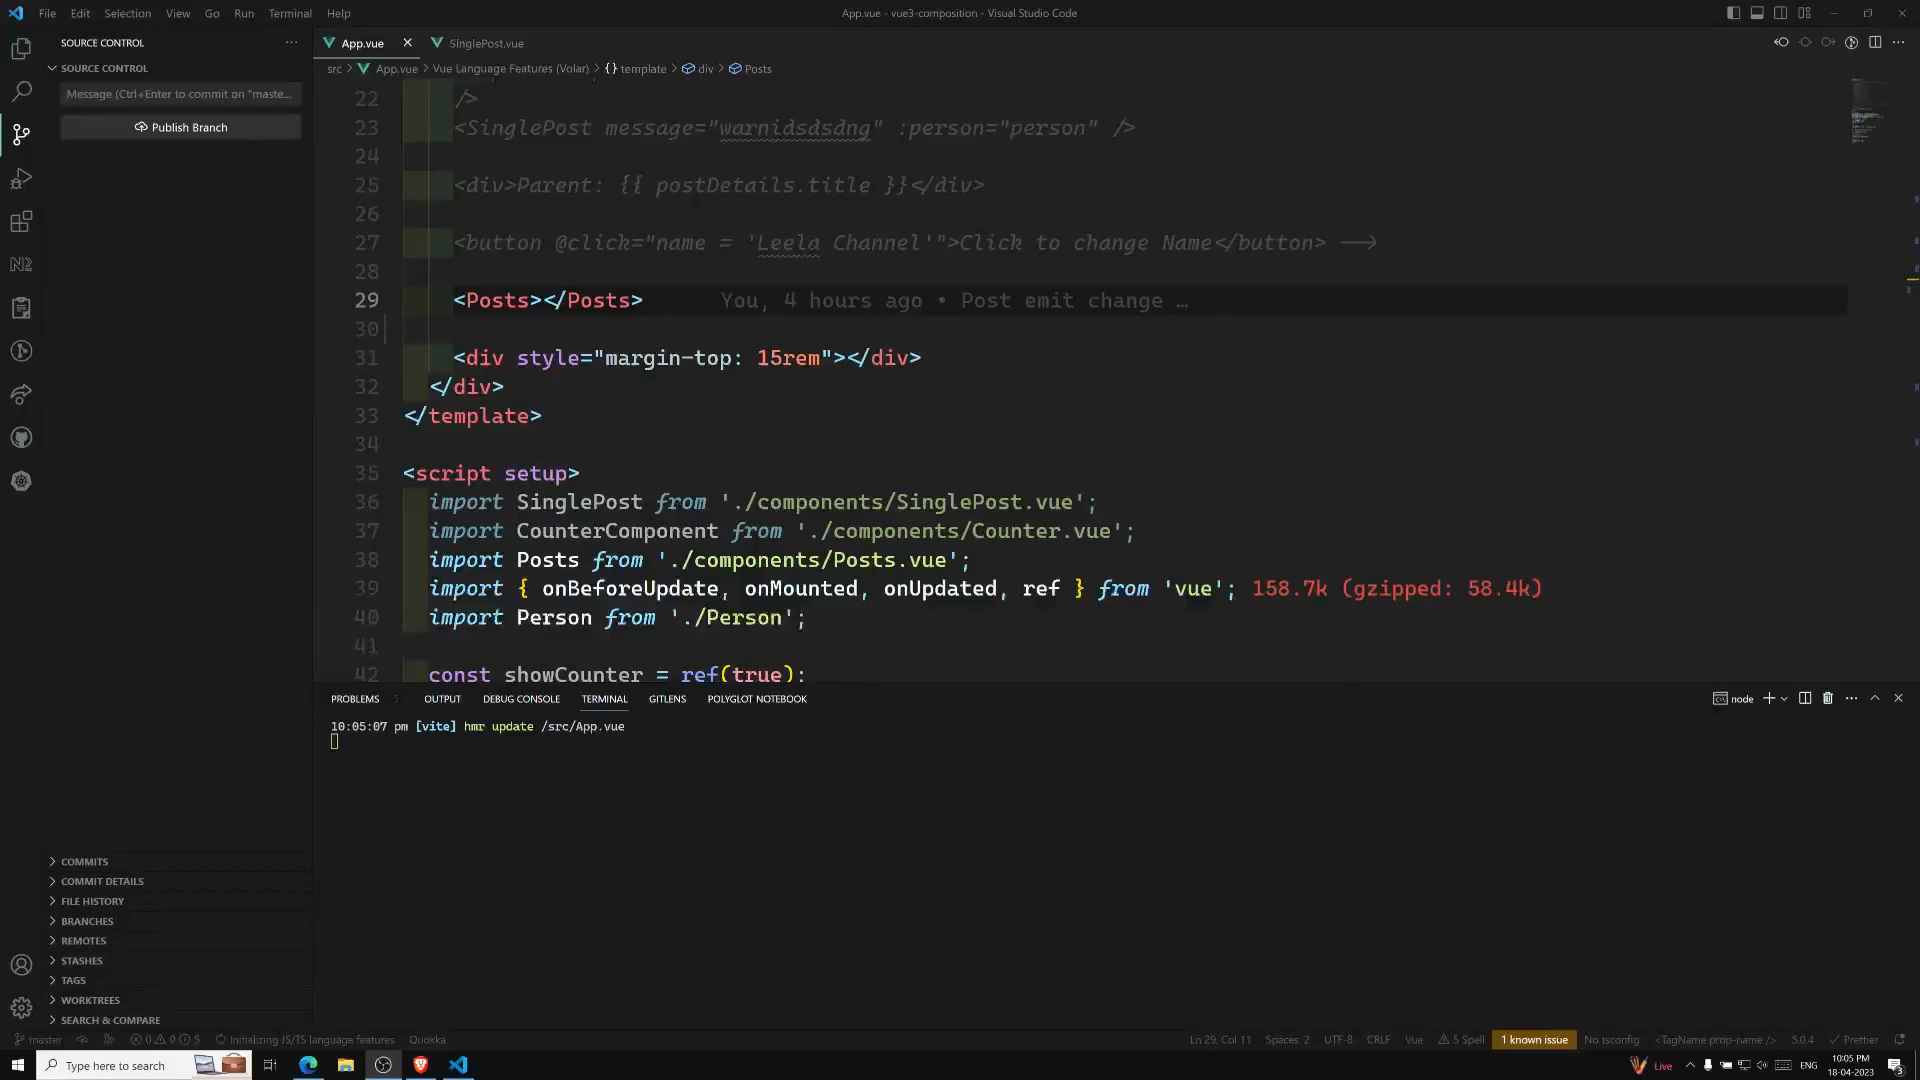 File Edit Selection View Go Run Terminal Help
App.vue - vue3-composition - Visual Studio Code
SOURCE CONTROL
App.vue
SinglePost.vue
SOURCE CONTROL
src > App.vue > Vue Language Features (Volar) > {} template > div > Posts
Message (Ctrl+Enter to commit on "maste...
Publish Branch
22 />
23 <SinglePost message="warnidsdsdng" :person="person" />
24
25 <div>Parent: {{ postDetails.title }}</div>
26
27 <button @click="name = 'Leela Channel'">Click to change Name</button> -->
28
29 <Posts></Posts> You, 4 hours ago • Post emit change …
30
31 <div style="margin-top: 15rem"></div>
32 </div>
33 </template>
34
35 <script setup>
36 import SinglePost from './components/SinglePost.vue';
37 import CounterComponent from './components/Counter.vue';
38 import Posts from './components/Posts.vue';
39 import { onBeforeUpdate, onMounted, onUpdated, ref } from 'vue'; 158.7k (gzipped: 58.4k)
40 import Person from './Person';
41
42 const showCounter = ref(true);
PROBLEMS 5 OUTPUT DEBUG CONSOLE TERMINAL GITLENS POLYGLOT NOTEBOOK
node
10:05:07 pm [vite] hmr update /src/App.vue
COMMITS
COMMIT DETAILS
FILE HISTORY
BRANCHES
REMOTES
STASHES
TAGS
WORKTREES
SEARCH & COMPARE
master 0 0 5 Initializing JS/TS language features Quokka
Ln 29, Col 11 Spaces: 2 UTF-8 CRLF Vue 5 Spell 1 known issue No tsconfig <TagName prop-name /> 5.0.4 Prettier
Type here to search
Live
ENG
10:05 PM
18-04-2023
3